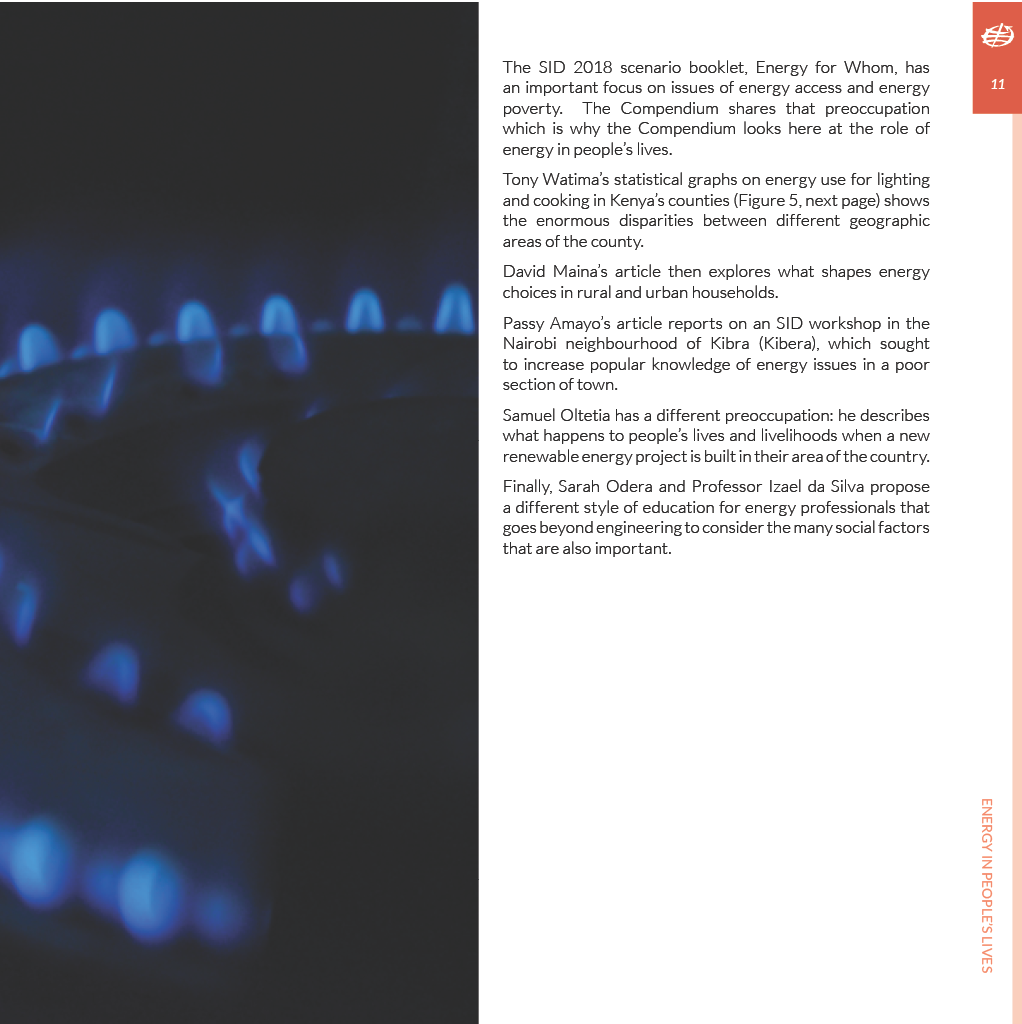 The SID 2018 scenario booklet, Energy for Whom, has
an important focus on issues of energy access and energy
poverty. The Compendium shares that preoccupation
which is why the Compendium looks here at the role of
energy in people's lives.
Tony Watima's statistical graphs on energy use for lighting
and cooking in Kenya's counties (Figure 5, next page) shows
the enormous disparities between different geographic
areas of the county.
David Maina's article then explores what shapes energy
choices in rural and urban households.
Passy Amayo's article reports on an SID workshop in the
Nairobi neighbourhood of Kibra (Kibera), which sought
to increase popular knowledge of energy issues in a poor
section of town.
Samuel Oltetia has a different preoccupation: he describes
what happens to people's lives and livelihoods when a new
renewable energy project is built in their area of the country.
Finally, Sarah Odera and Professor Izael da Silva propose
a different style of education for energy professionals that
goes beyond engineering to consider the many social factors
that are also important.
11
ENERGY IN PEOPLE'S LIVES